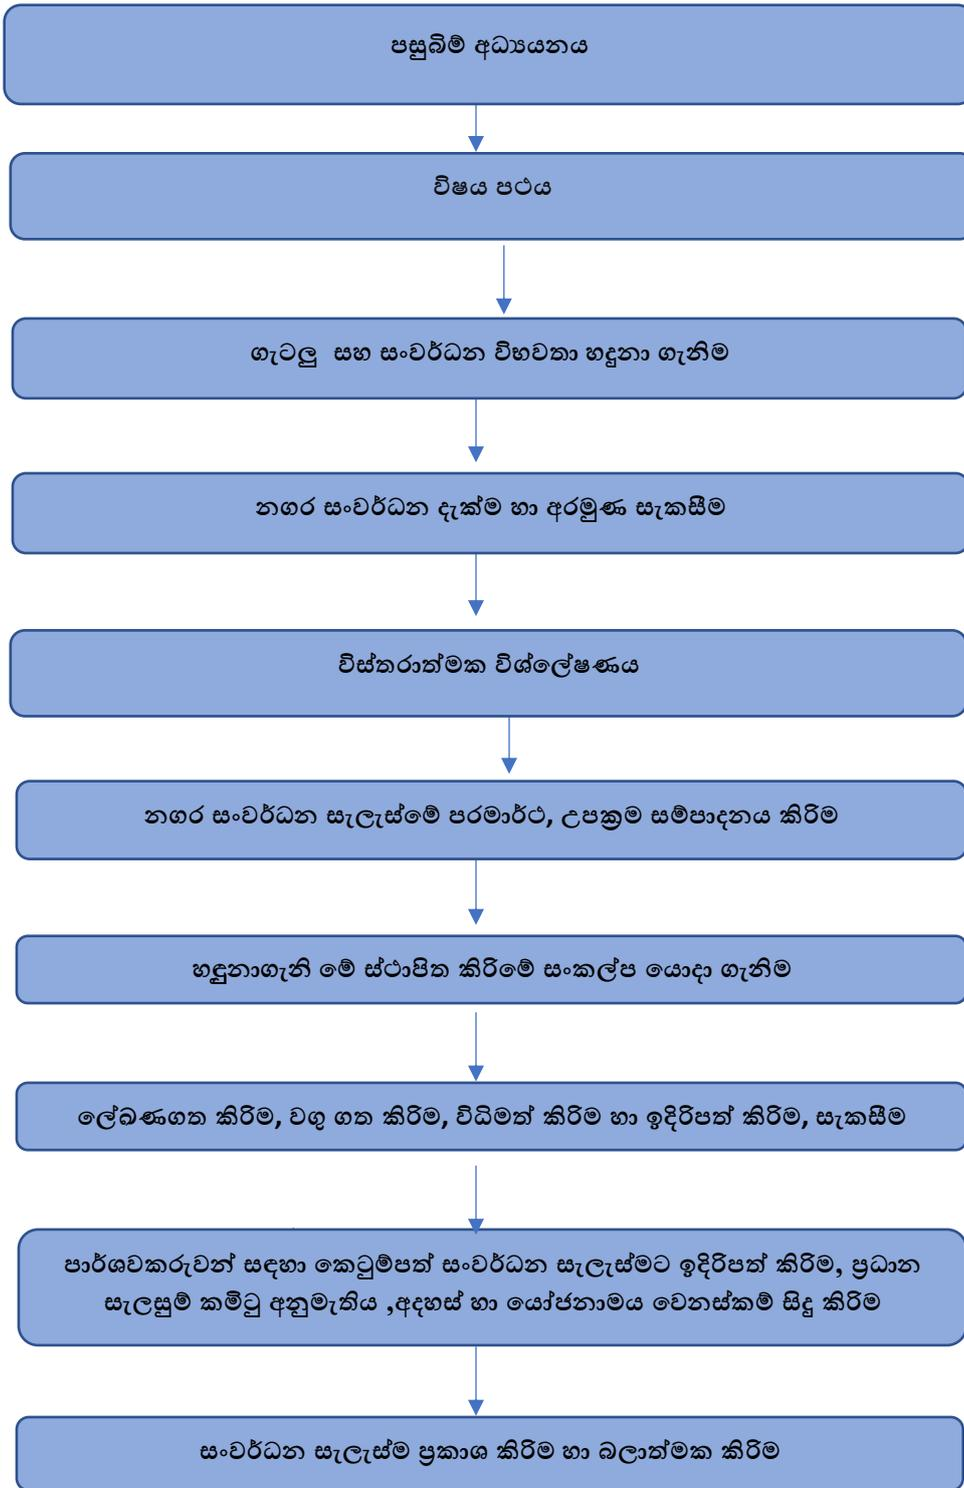 පසුබිම් අධ්‍යයනය
විෂය පථය
ගැටලු සහ සංවර්ධන විභවතා හදුනා ගැනිම
නගර සංවර්ධන දැක්ම හා අරමුණ සැකසීම
විස්තරාත්මක විශ්ලේෂණය
නගර සංවර්ධන සැලැස්මේ පරමාර්ථ, උපක්‍රම සම්පාදනය කිරිම
හඳුනාගැනි මේ ස්ථාපිත කිරිමේ සංකල්ප යොදා ගැනිම
ලේඛණගත කිරිම, වගු ගත කිරිම, විධිමත් කිරිම හා ඉදිරිපත් කිරිම, සැකසීම
පාර්ශවකරුවන් සඳහා කෙටුම්පත් සංවර්ධන සැලැස්මට ඉදිරිපත් කිරිම, ප්‍රධාන
සැලසුම් කමිටු අනුමැතිය ,අදහස් හා යෝජනාමය වෙනස්කම් සිදු කිරිම
සංවර්ධන සැලැස්ම ප්‍රකාශ කිරිම හා බලාත්මක කිරිම